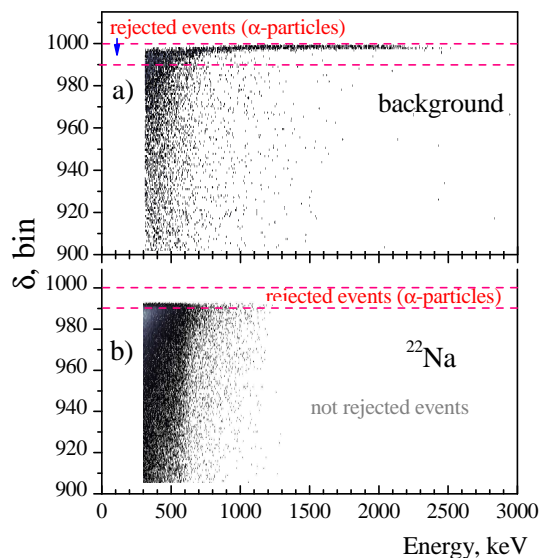 rejected events (α-particles)
1000
980
a)
background
960
940
920
900
δ, bin
1000
rejected events (α-particles)
980
b)
²²Na
960
not rejected events
940
920
900
0 500 1000 1500 2000 2500 3000
Energy, keV